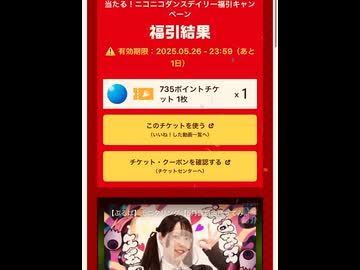 当たる！ニコニコダンスデイリー福引キャン
ペーン
福引結果
有効期限：2025.05.26 - 23:59（あと
1日）
735ポイントチケ
ット 1枚
x 1
このチケットを使う
（いいね！した動画一覧へ）
チケット・クーポンを確認する
（チケットセンターへ）